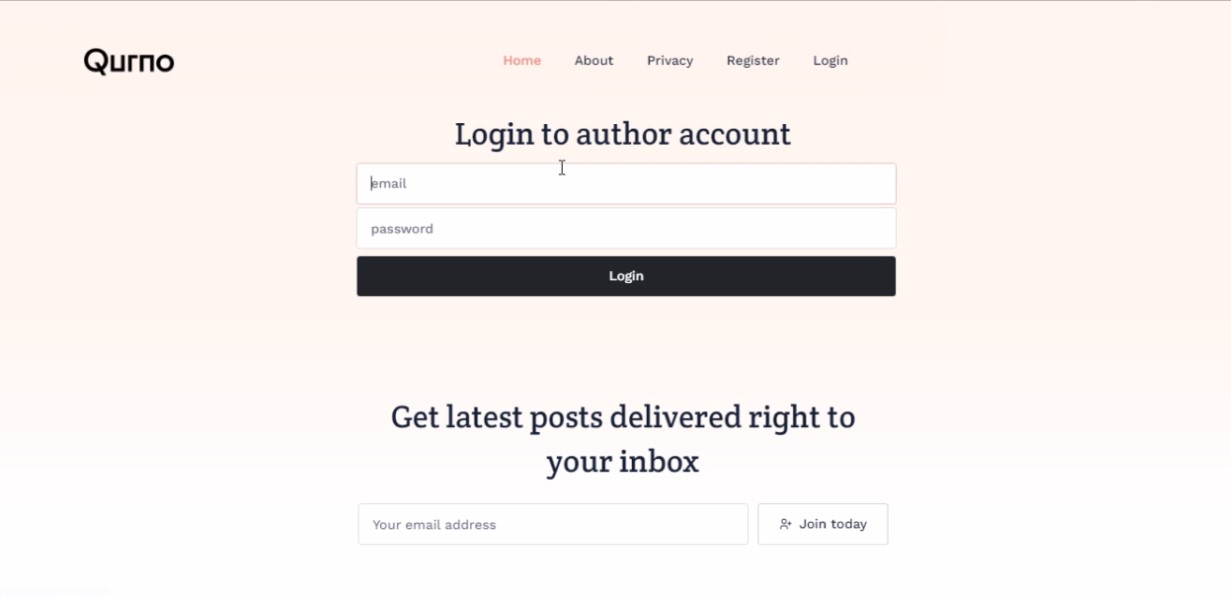 Qurno
Home About Privacy Register Login
Login to author account
email
password
Login
Get latest posts delivered right to
your inbox
Your email address
Join today